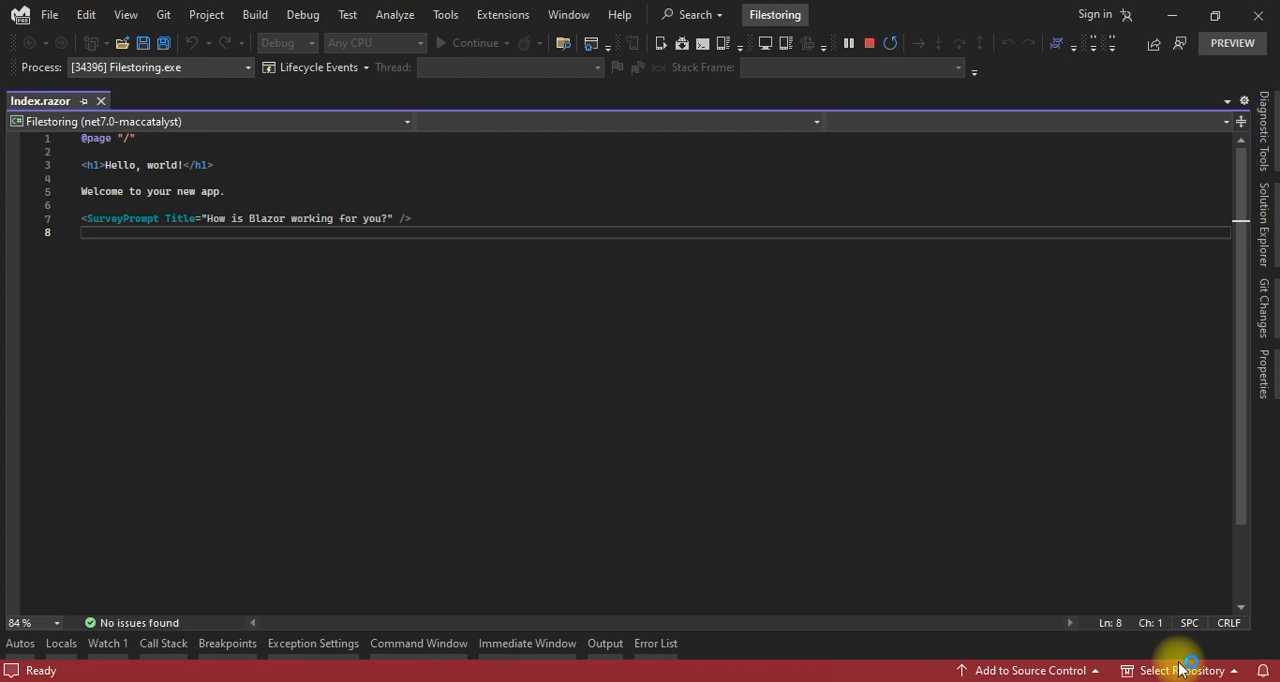 File Edit View Git Project Build Debug Test Analyze Tools Extensions Window Help Search Filestoring Sign in
Debug Any CPU Continue PREVIEW
Process: [34396] Filestoring.exe Lifecycle Events Thread: Stack Frame:
Index.razor
Filestoring (net7.0-maccatalyst)
1 @page "/"
2
3 <h1>Hello, world!</h1>
4
5 Welcome to your new app.
6
7 <SurveyPrompt Title="How is Blazor working for you?" />
8
Diagnostic Tools
Solution Explorer
Git Changes
Properties
84 % No issues found Ln: 8 Ch: 1 SPC CRLF
Autos Locals Watch 1 Call Stack Breakpoints Exception Settings Command Window Immediate Window Output Error List
Ready Add to Source Control Select Repository